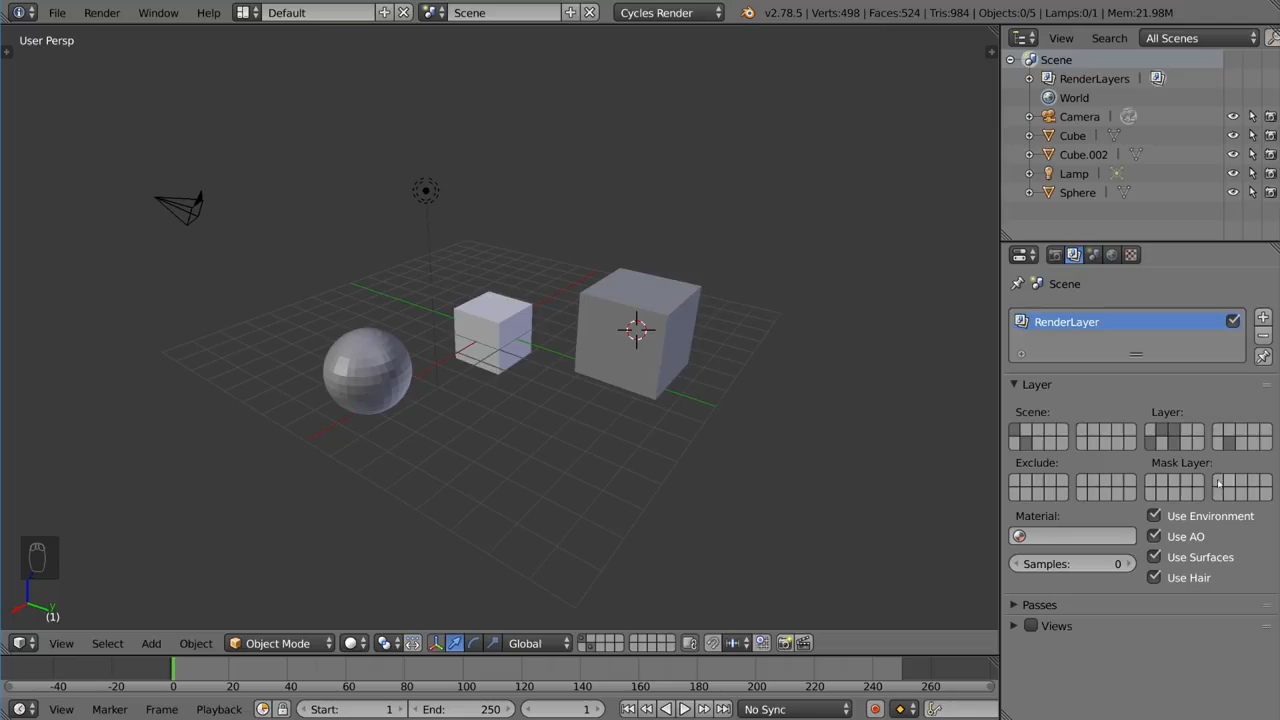 File Render Window Help Default Scene Cycles Render v2.78.5 | Verts:498 | Faces:524 | Tris:984 | Objects:0/5 | Lamps:0/1 | Mem:21.98M
User Persp
View Search All Scenes
Scene
RenderLayers
World
Camera
Cube
Cube.002
Lamp
Sphere
Scene
RenderLayer
Layer
Scene: Layer:
Exclude: Mask Layer:
Material: Use Environment
Use AO
Samples: 0 Use Surfaces
Use Hair
Passes
Views
y
(1)
View Select Add Object Object Mode Global
-40 -20 0 20 40 60 80 100 120 140 160 180 200 220 240 260
View Marker Frame Playback Start: 1 End: 250 1 No Sync